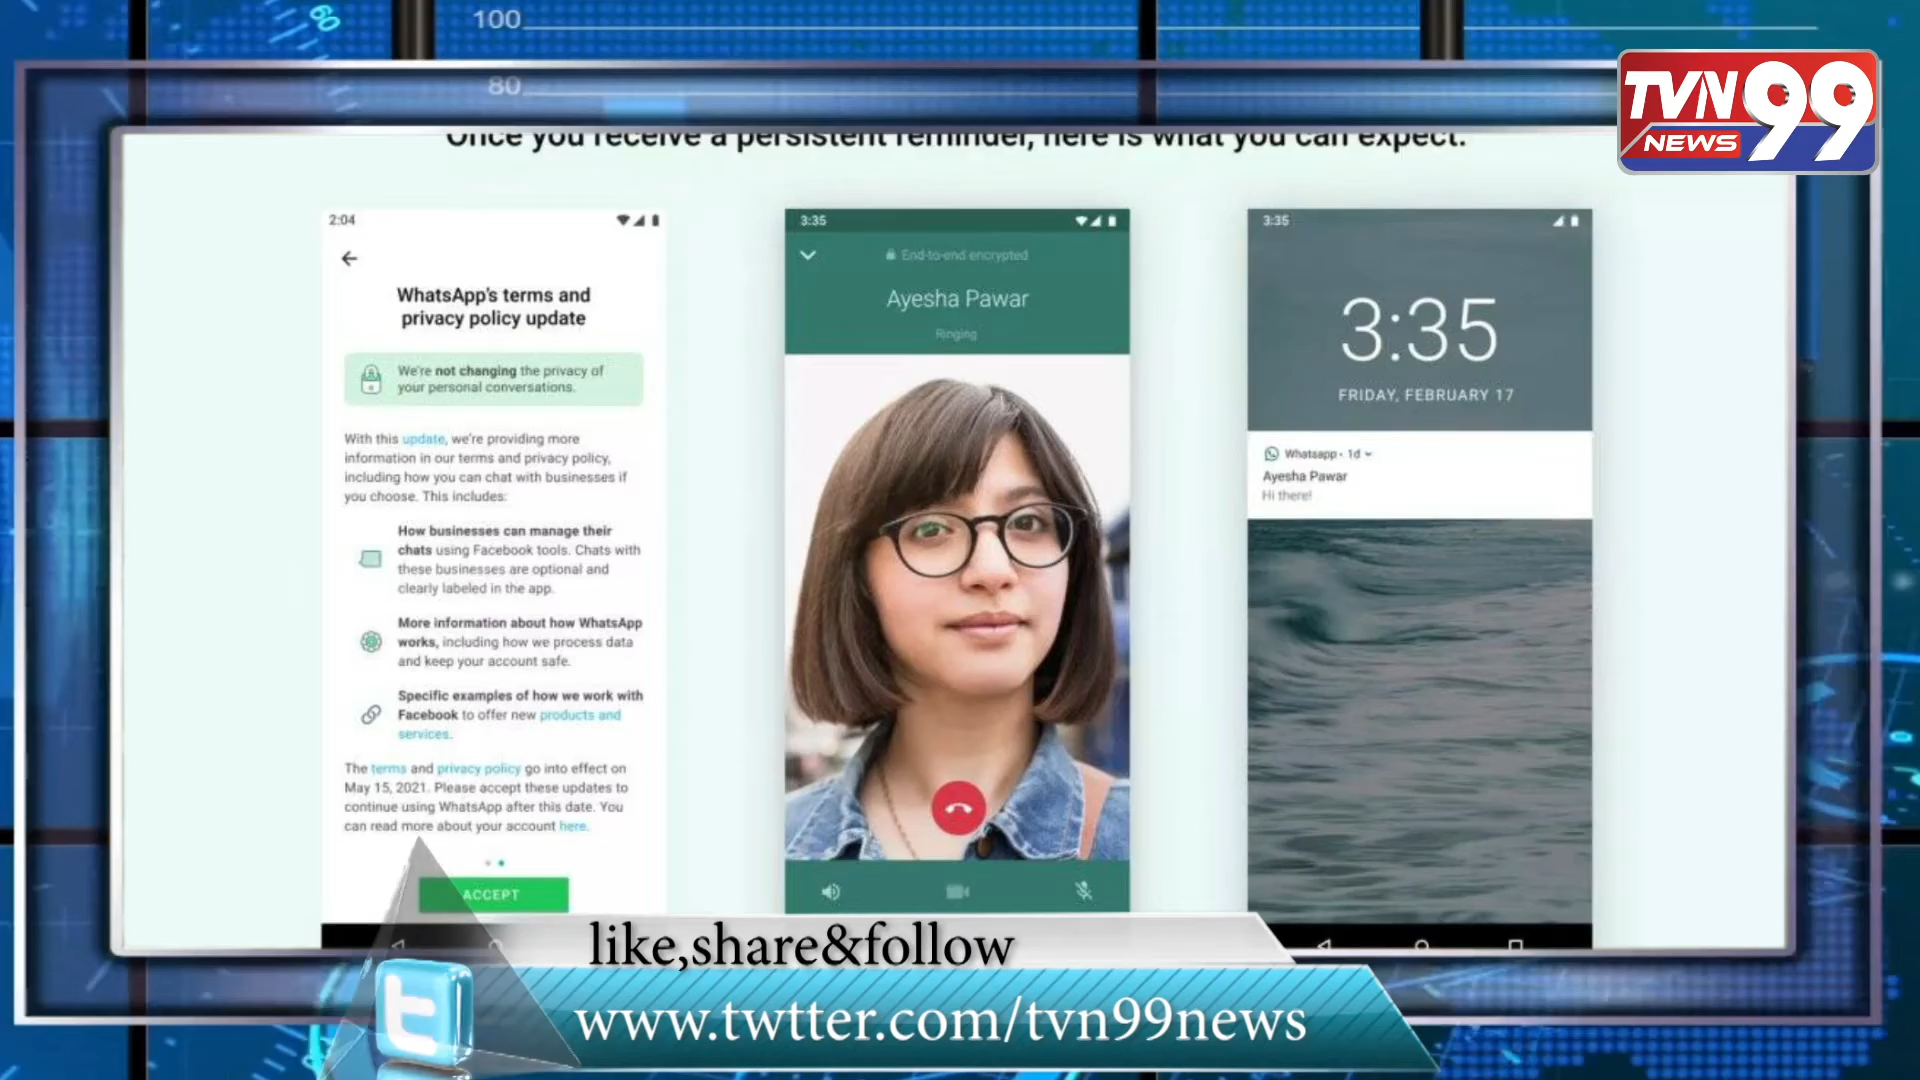 100
60
80
TVN 99
NEWS
Once you receive a persistent reminder, here is what you can expect.
2:04
WhatsApp's terms and
privacy policy update
We're not changing the privacy of
your personal conversations.
With this update, we're providing more
information in our terms and privacy policy,
including how you can chat with businesses if
you choose. This includes:
How businesses can manage their
chats using Facebook tools. Chats with
these businesses are optional and
clearly labeled in the app.
More information about how WhatsApp
works, including how we process data
and keep your account safe.
Specific examples of how we work with
Facebook to offer new products and
services.
The terms and privacy policy go into effect on
May 15, 2021. Please accept these updates to
continue using WhatsApp after this date. You
can read more about your account here.
ACCEPT
3:35
End-to-end encrypted
Ayesha Pawar
Ringing
3:35
3:35
FRIDAY, FEBRUARY 17
Whatsapp • 1d
Ayesha Pawar
Hi there!
like,share&follow
www.twtter.com/tvn99news